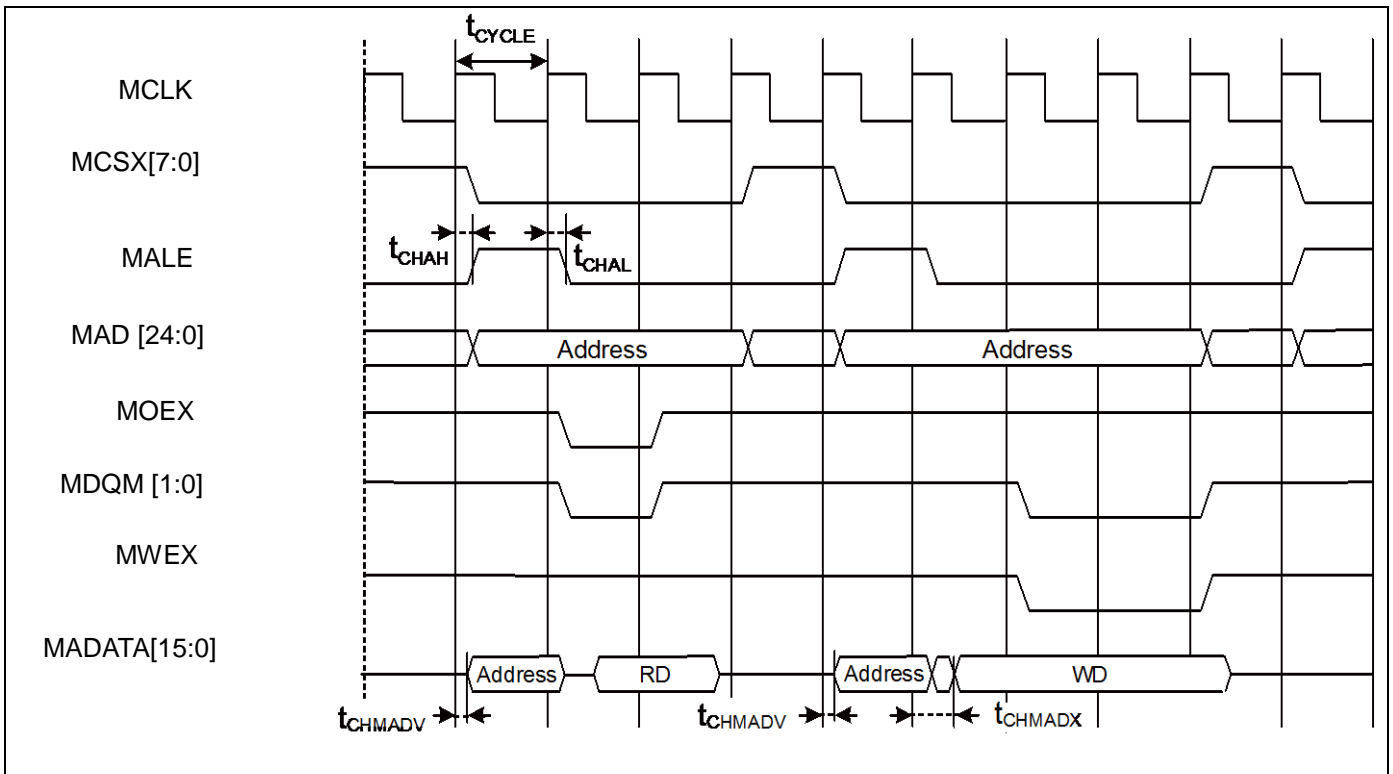 tCYCLE
MCLK
MCSX[7:0]
tCHAH
tCHAL
MALE
MAD [24:0]
Address
Address
MOEX
MDQM [1:0]
MWEX
MADATA[15:0]
Address
RD
Address
WD
tCHMADV
tCHMADV
tCHMADX